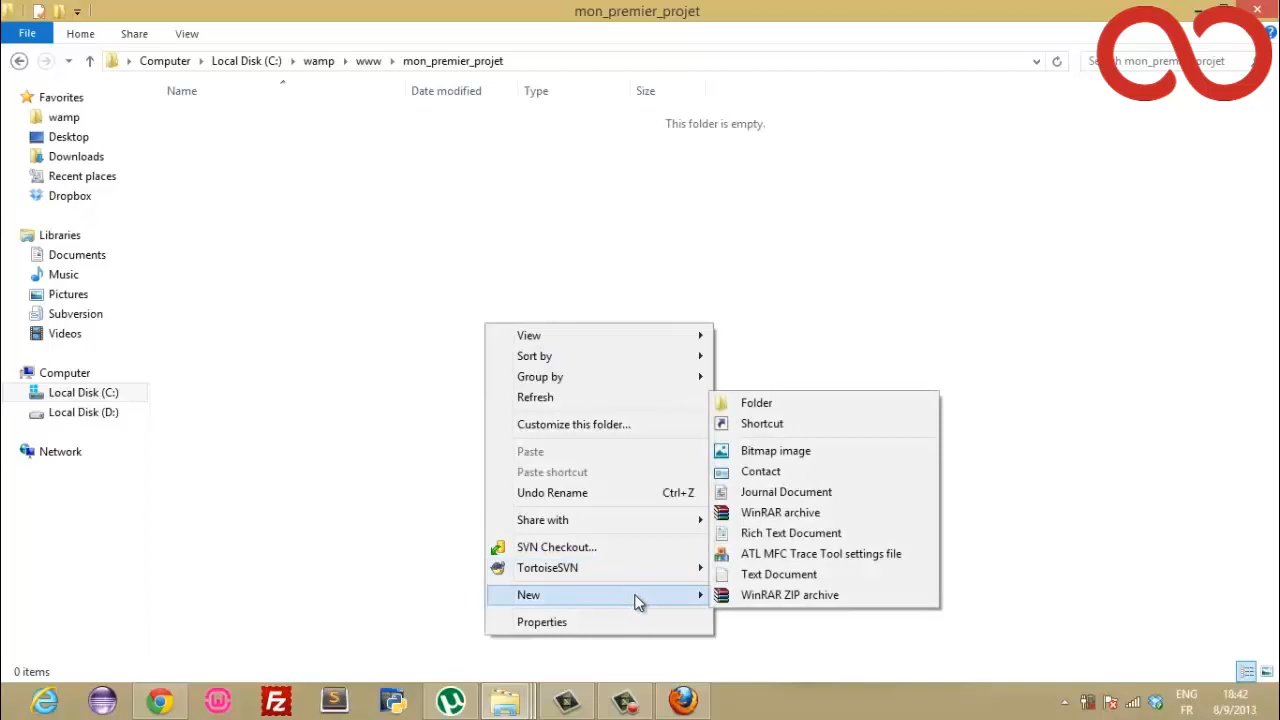 mon_premier_projet
File Home Share View
Computer Local Disk (C:) wamp www mon_premier_projet
Search mon_premier_projet
Name Date modified Type Size
This folder is empty.
Favorites
wamp
Desktop
Downloads
Recent places
Dropbox
Libraries
Documents
Music
Pictures
Subversion
Videos
Computer
Local Disk (C:)
Local Disk (D:)
Network
View
Sort by
Group by
Refresh
Customize this folder...
Paste
Paste shortcut
Undo Rename Ctrl+Z
Share with
SVN Checkout...
TortoiseSVN
New
Properties
Folder
Shortcut
Bitmap image
Contact
Journal Document
WinRAR archive
Rich Text Document
ATL MFC Trace Tool settings file
Text Document
WinRAR ZIP archive
0 items
ENG 18:42
FR 8/9/2013